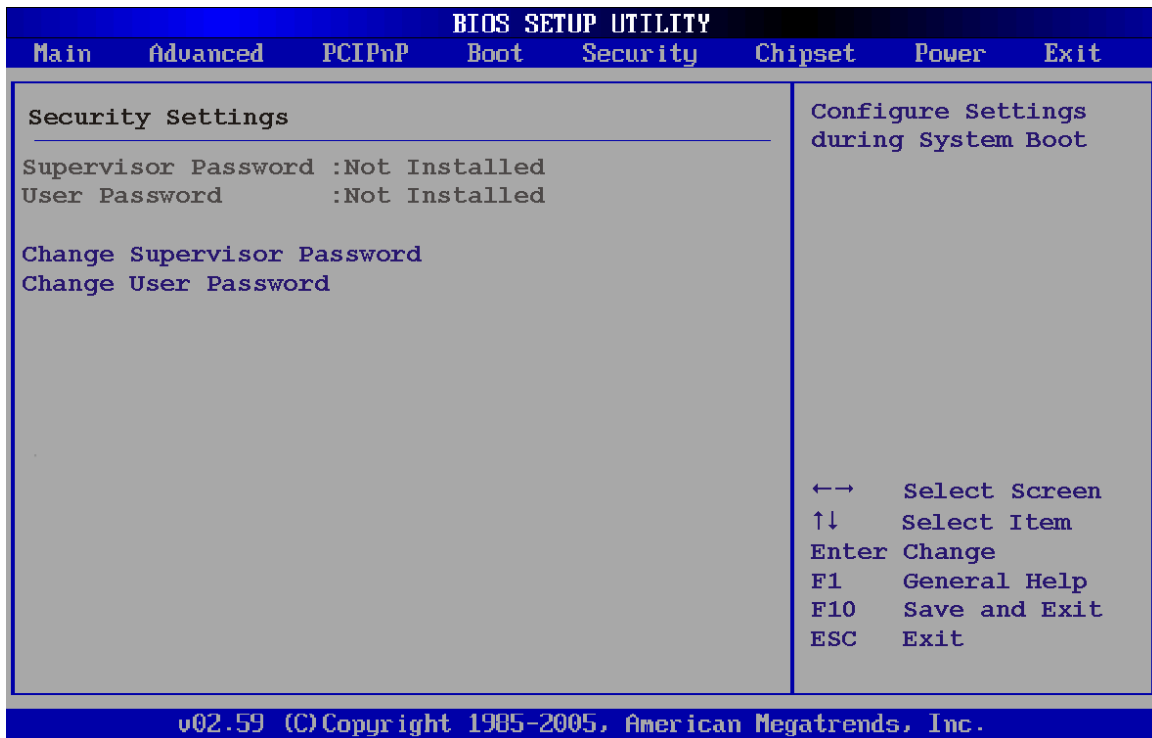 BIOS SETUP UTILITY
Main Advanced PCIPnP Boot Security Chipset Power Exit
Security Settings
Supervisor Password :Not Installed
User Password :Not Installed
Change Supervisor Password
Change User Password
Configure Settings
during System Boot
←→ Select Screen
↑↓ Select Item
Enter Change
F1 General Help
F10 Save and Exit
ESC Exit
v02.59 (C)Copyright 1985-2005, American Megatrends, Inc.